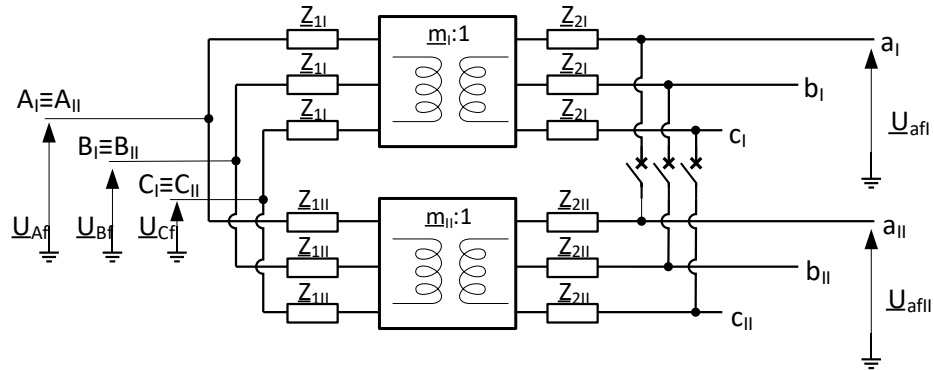 Z1I m̲I:1 Z2I
aI
Z1I Z2I
bI
AI≡AII
Z1I Z2I
cI
UafI
BI≡BII
CI≡CII
Z1II mII:1 Z2II
UAf UBf UCf
aII
Z1II Z2II
bII
UafII
Z1II Z2II
cII